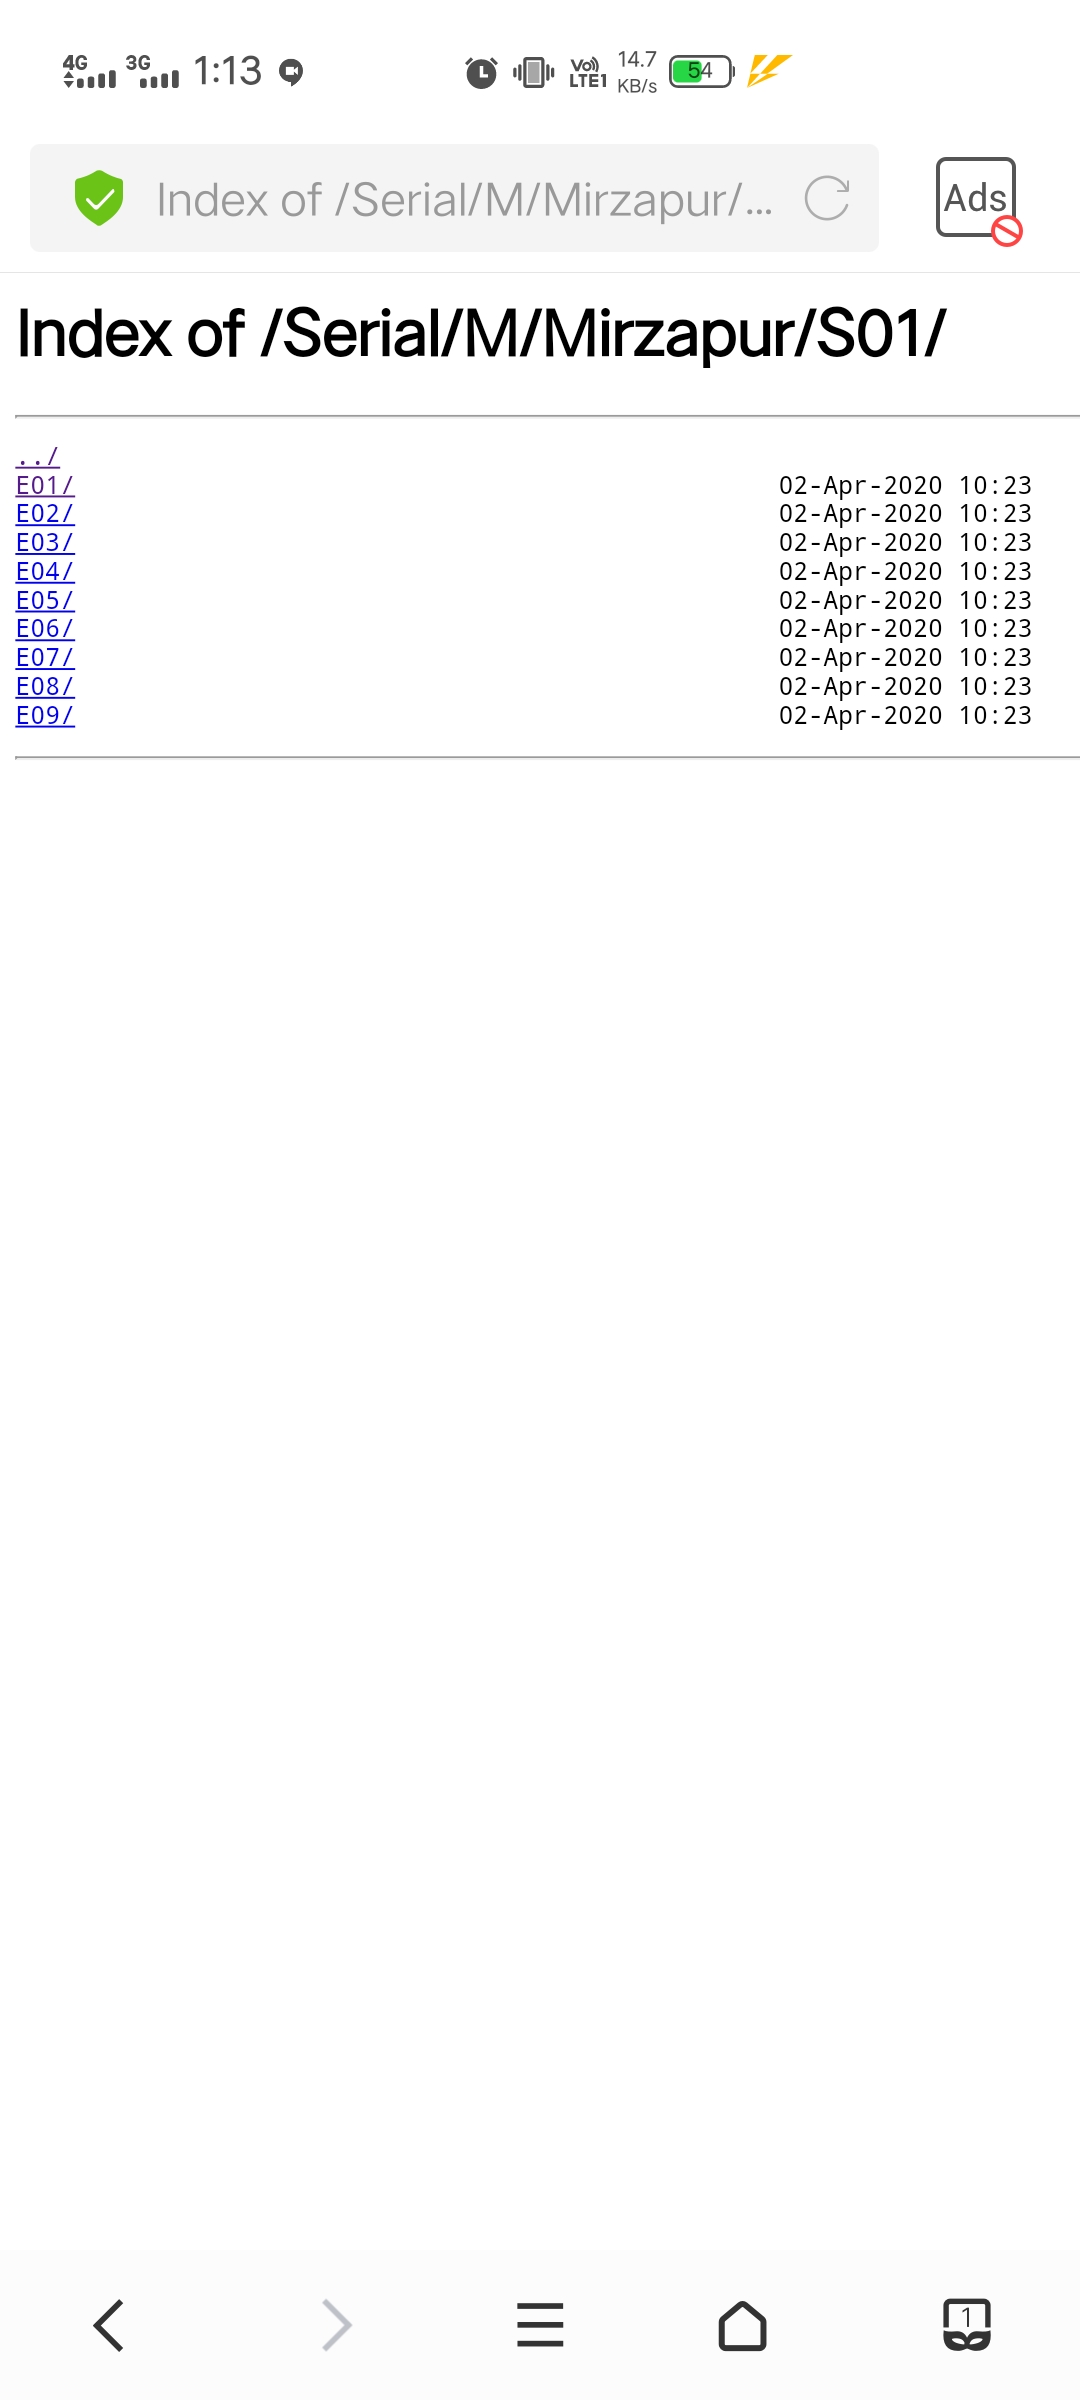 4G 3G 1:13 Vo)) LTE1 14.7 KB/s 54
Index of /Serial/M/Mirzapur/... Ads
Index of /Serial/M/Mirzapur/S01/
../
E01/ 02-Apr-2020 10:23
E02/ 02-Apr-2020 10:23
E03/ 02-Apr-2020 10:23
E04/ 02-Apr-2020 10:23
E05/ 02-Apr-2020 10:23
E06/ 02-Apr-2020 10:23
E07/ 02-Apr-2020 10:23
E08/ 02-Apr-2020 10:23
E09/ 02-Apr-2020 10:23
1